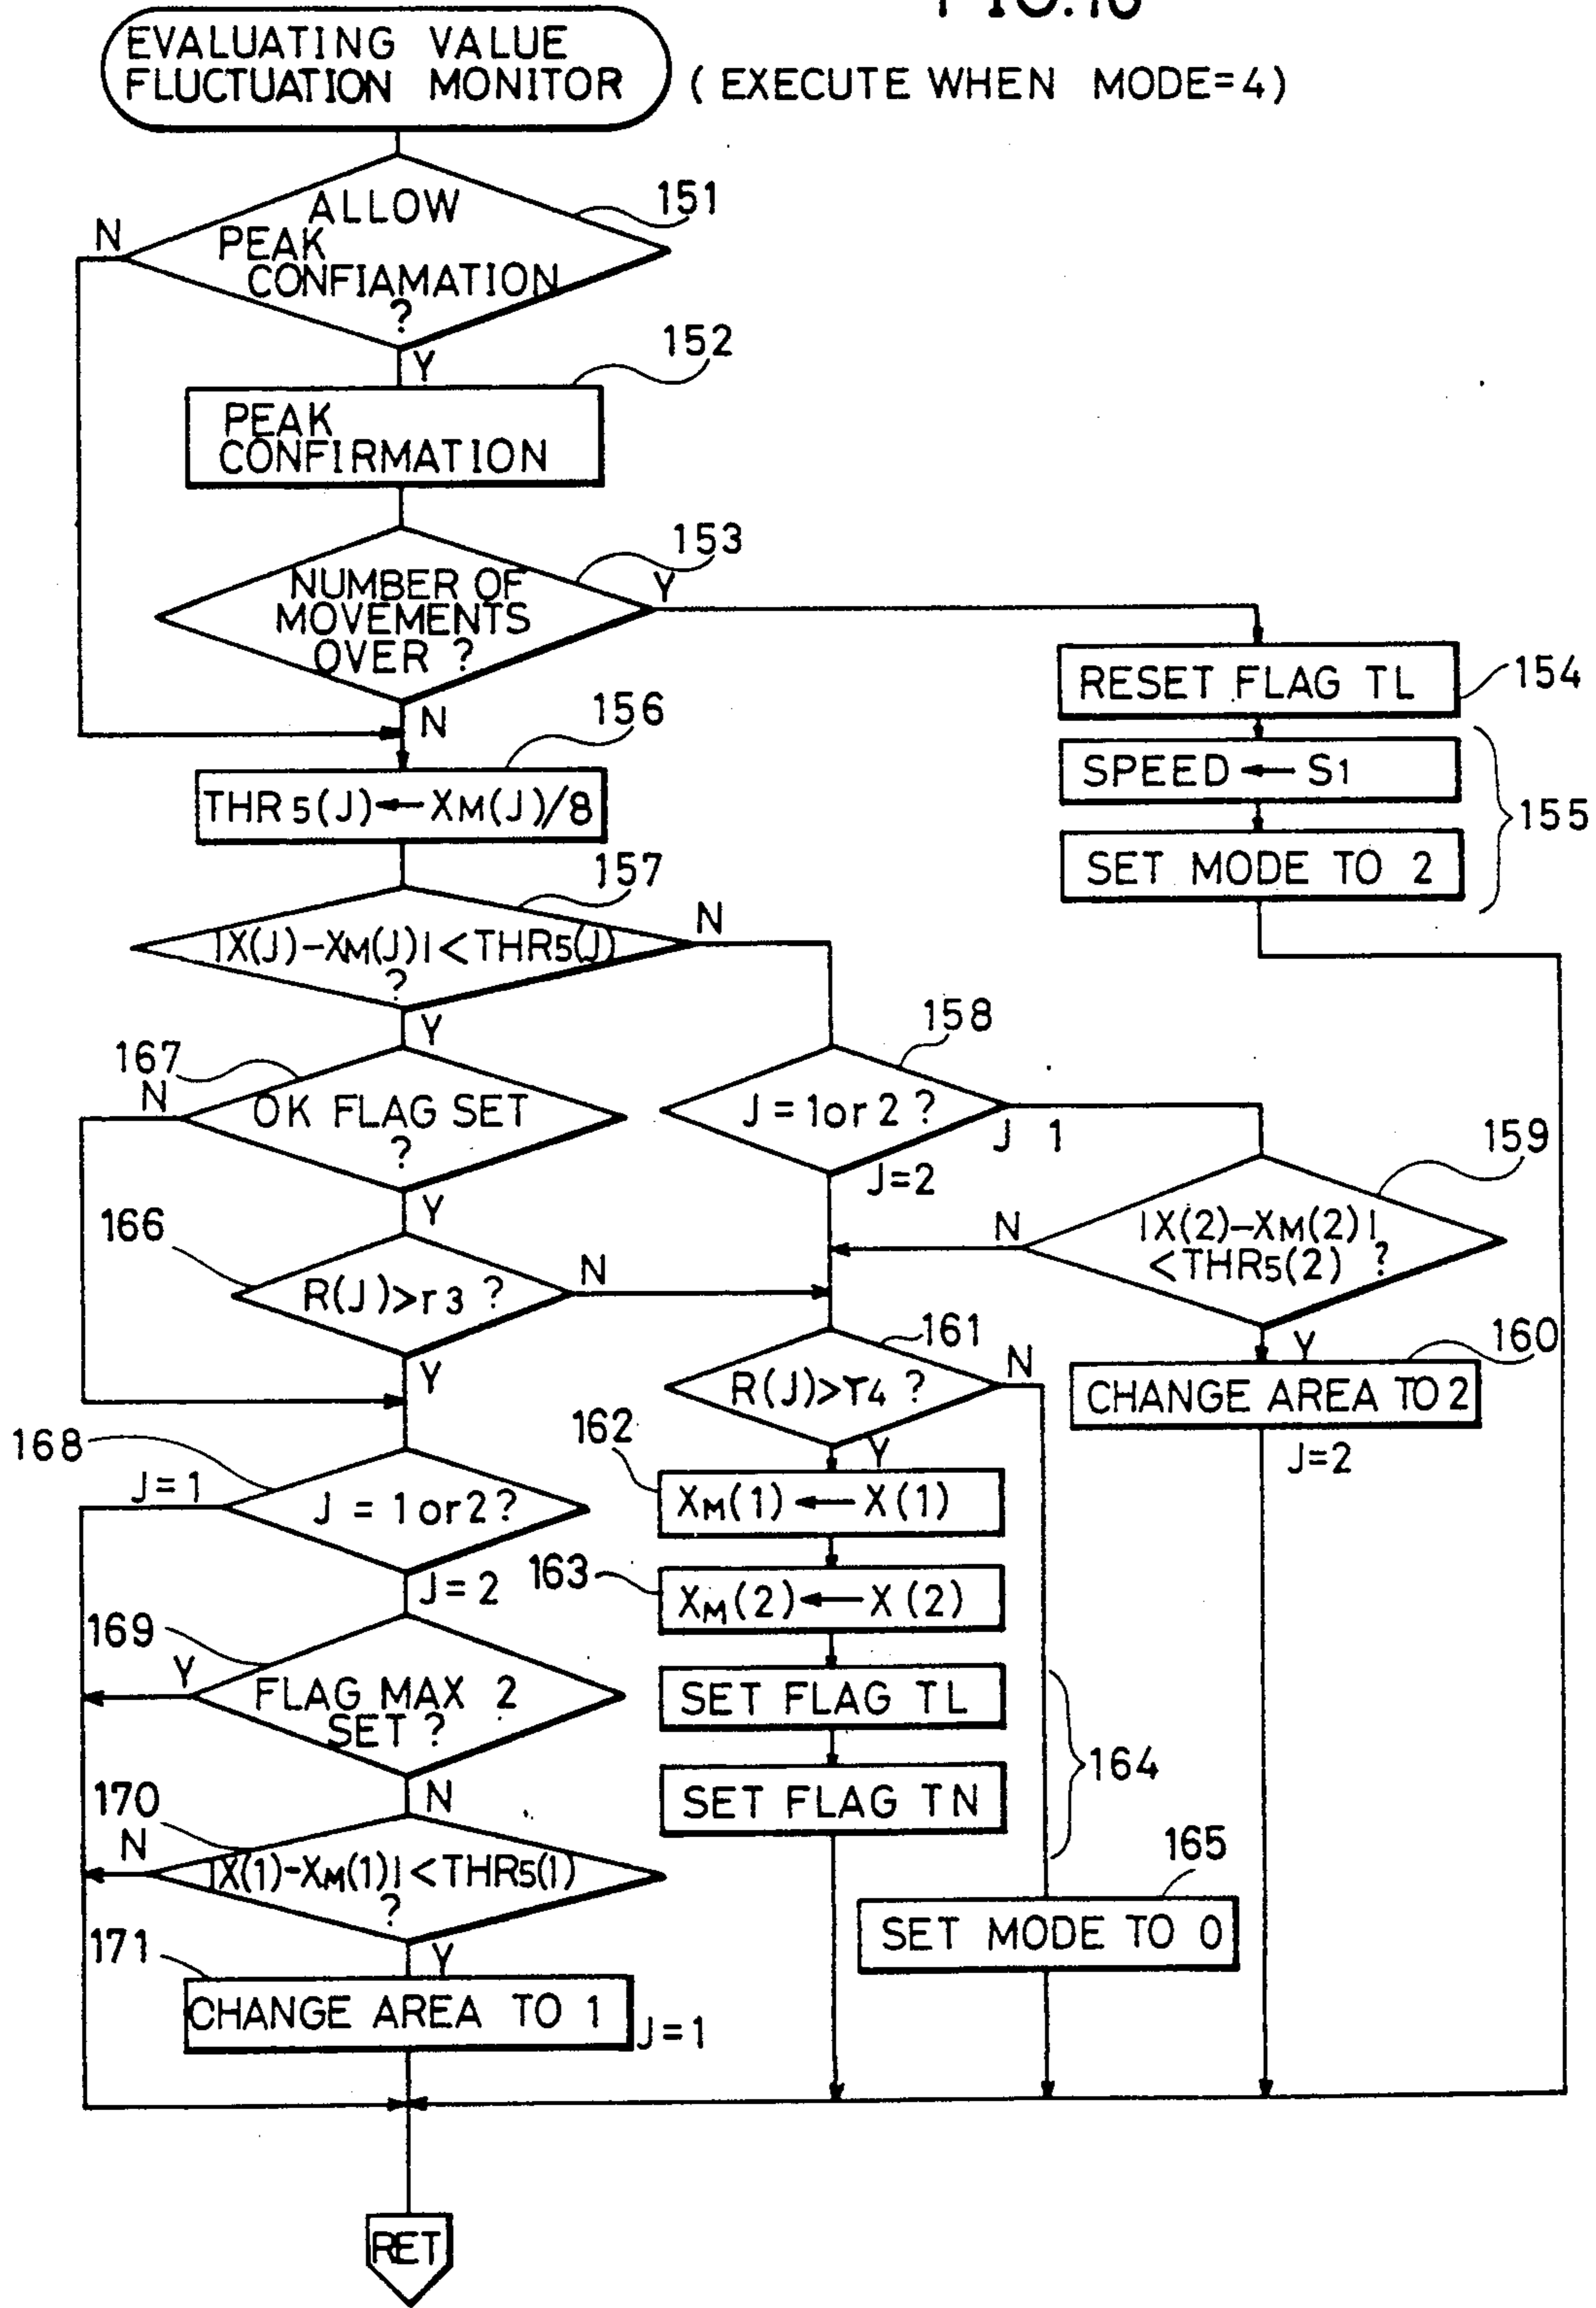 FIG.16
EVALUATING VALUE
FLUCTUATION MONITOR
(EXECUTE WHEN MODE=4)
151
ALLOW
PEAK
CONFIAMATION
?
N
Y
152
PEAK
CONFIRMATION
153
NUMBER OF
MOVEMENTS
OVER ?
Y
N
RESET FLAG TL
154
SPEED ← S1
SET MODE TO 2
155
156
THR5(J)←XM(J)/8
157
|X(J)-XM(J)|<THR5(J)
?
N
Y
158
J=1or 2 ?
J 1
J=2
159
|X(2)-XM(2)|
<THR5(2) ?
N
Y
160
CHANGE AREA TO 2
J=2
167
OK FLAG SET
?
N
Y
166
R(J)>r3 ?
N
Y
161
R(J)>r4 ?
N
Y
162
XM(1)←X(1)
163
XM(2)←X(2)
SET FLAG TL
SET FLAG TN
164
165
SET MODE TO 0
168
J=1or2?
J=1
J=2
169
FLAG MAX 2
SET ?
Y
N
170
|X(1)-XM(1)|<THR5(1)
?
N
Y
171
CHANGE AREA TO 1
J=1
RET